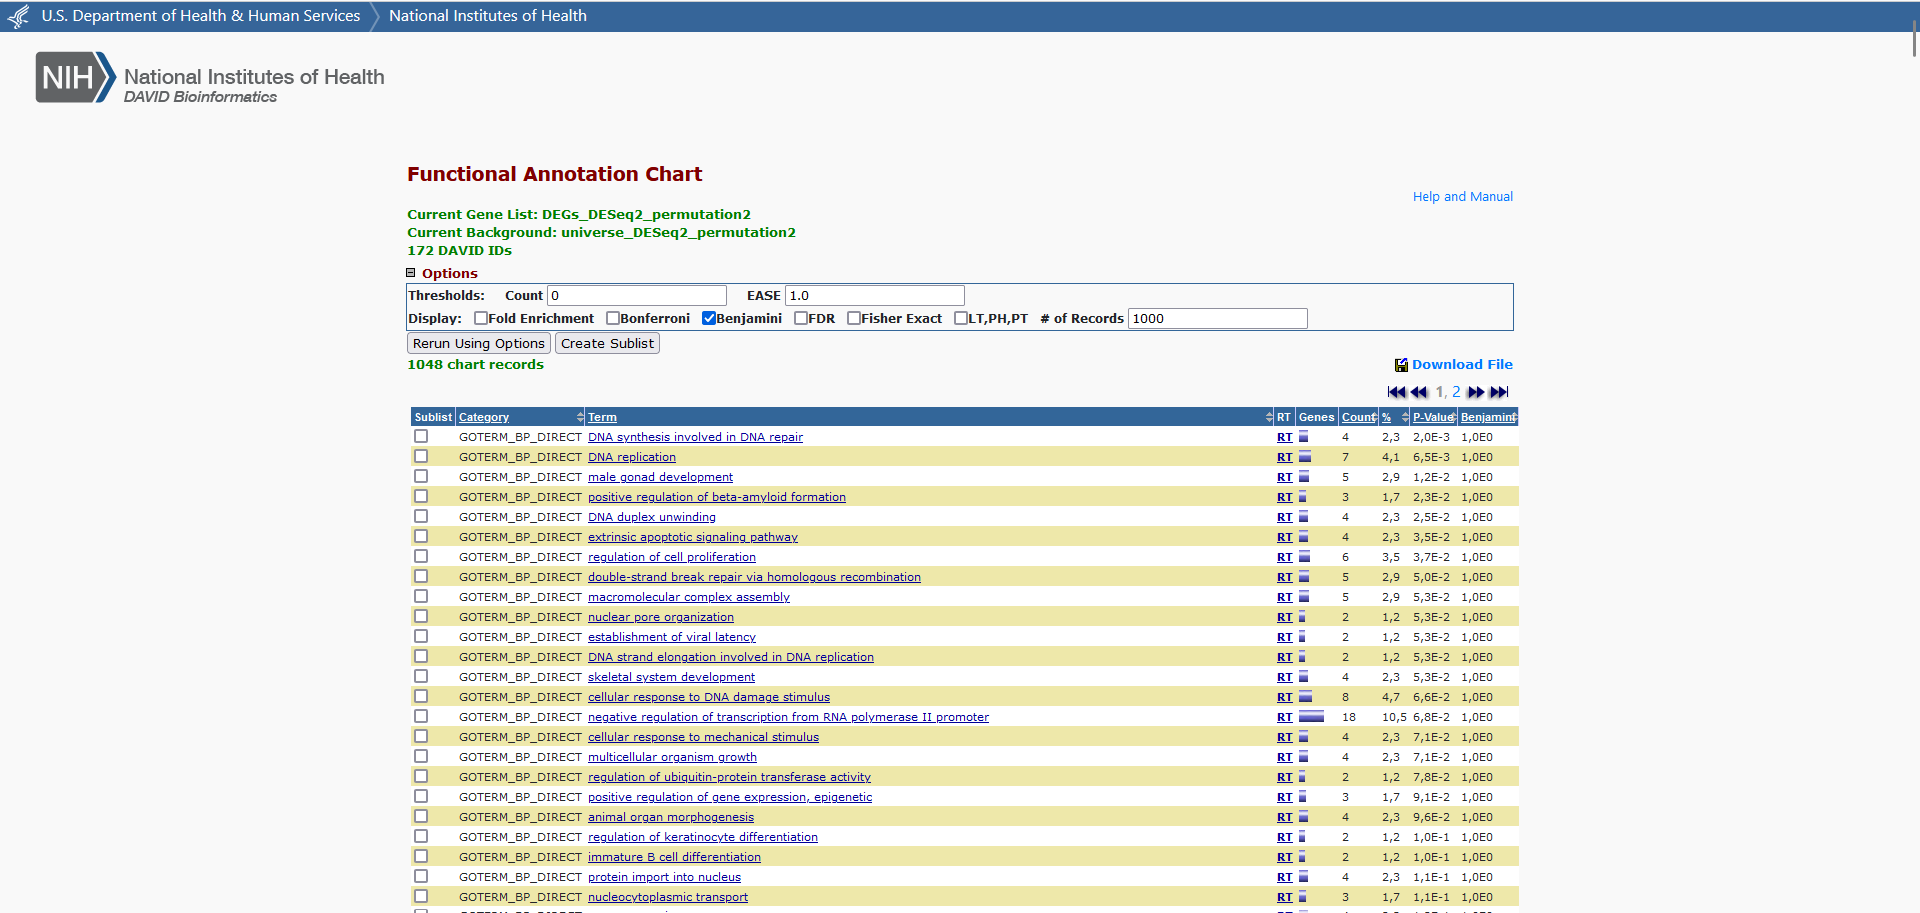 U.S. Department of Health & Human Services National Institutes of Health
NIH National Institutes of Health
DAVID Bioinformatics
Functional Annotation Chart
Help and Manual
Current Gene List: DEGs_DESeq2_permutation2
Current Background: universe_DESeq2_permutation2
172 DAVID IDs
Options
Thresholds: Count 0 EASE 1.0
Display: Fold Enrichment Bonferroni Benjamini FDR Fisher Exact LT,PH,PT # of Records 1000
Rerun Using Options Create Sublist
1048 chart records Download File
1, 2
Sublist Category Term RT Genes Count % P-Value Benjamini
GOTERM_BP_DIRECT DNA synthesis involved in DNA repair RT 4 2,3 2,0E-3 1,0E0
GOTERM_BP_DIRECT DNA replication RT 7 4,1 6,5E-3 1,0E0
GOTERM_BP_DIRECT male gonad development RT 5 2,9 1,2E-2 1,0E0
GOTERM_BP_DIRECT positive regulation of beta-amyloid formation RT 3 1,7 2,3E-2 1,0E0
GOTERM_BP_DIRECT DNA duplex unwinding RT 4 2,3 2,5E-2 1,0E0
GOTERM_BP_DIRECT extrinsic apoptotic signaling pathway RT 4 2,3 3,5E-2 1,0E0
GOTERM_BP_DIRECT regulation of cell proliferation RT 6 3,5 3,7E-2 1,0E0
GOTERM_BP_DIRECT double-strand break repair via homologous recombination RT 5 2,9 5,0E-2 1,0E0
GOTERM_BP_DIRECT macromolecular complex assembly RT 5 2,9 5,3E-2 1,0E0
GOTERM_BP_DIRECT nuclear pore organization RT 2 1,2 5,3E-2 1,0E0
GOTERM_BP_DIRECT establishment of viral latency RT 2 1,2 5,3E-2 1,0E0
GOTERM_BP_DIRECT DNA strand elongation involved in DNA replication RT 2 1,2 5,3E-2 1,0E0
GOTERM_BP_DIRECT skeletal system development RT 4 2,3 5,3E-2 1,0E0
GOTERM_BP_DIRECT cellular response to DNA damage stimulus RT 8 4,7 6,6E-2 1,0E0
GOTERM_BP_DIRECT negative regulation of transcription from RNA polymerase II promoter RT 18 10,5 6,8E-2 1,0E0
GOTERM_BP_DIRECT cellular response to mechanical stimulus RT 4 2,3 7,1E-2 1,0E0
GOTERM_BP_DIRECT multicellular organism growth RT 4 2,3 7,1E-2 1,0E0
GOTERM_BP_DIRECT regulation of ubiquitin-protein transferase activity RT 2 1,2 7,8E-2 1,0E0
GOTERM_BP_DIRECT positive regulation of gene expression, epigenetic RT 3 1,7 9,1E-2 1,0E0
GOTERM_BP_DIRECT animal organ morphogenesis RT 4 2,3 9,6E-2 1,0E0
GOTERM_BP_DIRECT regulation of keratinocyte differentiation RT 2 1,2 1,0E-1 1,0E0
GOTERM_BP_DIRECT immature B cell differentiation RT 2 1,2 1,0E-1 1,0E0
GOTERM_BP_DIRECT protein import into nucleus RT 4 2,3 1,1E-1 1,0E0
GOTERM_BP_DIRECT nucleocytoplasmic transport RT 3 1,7 1,1E-1 1,0E0